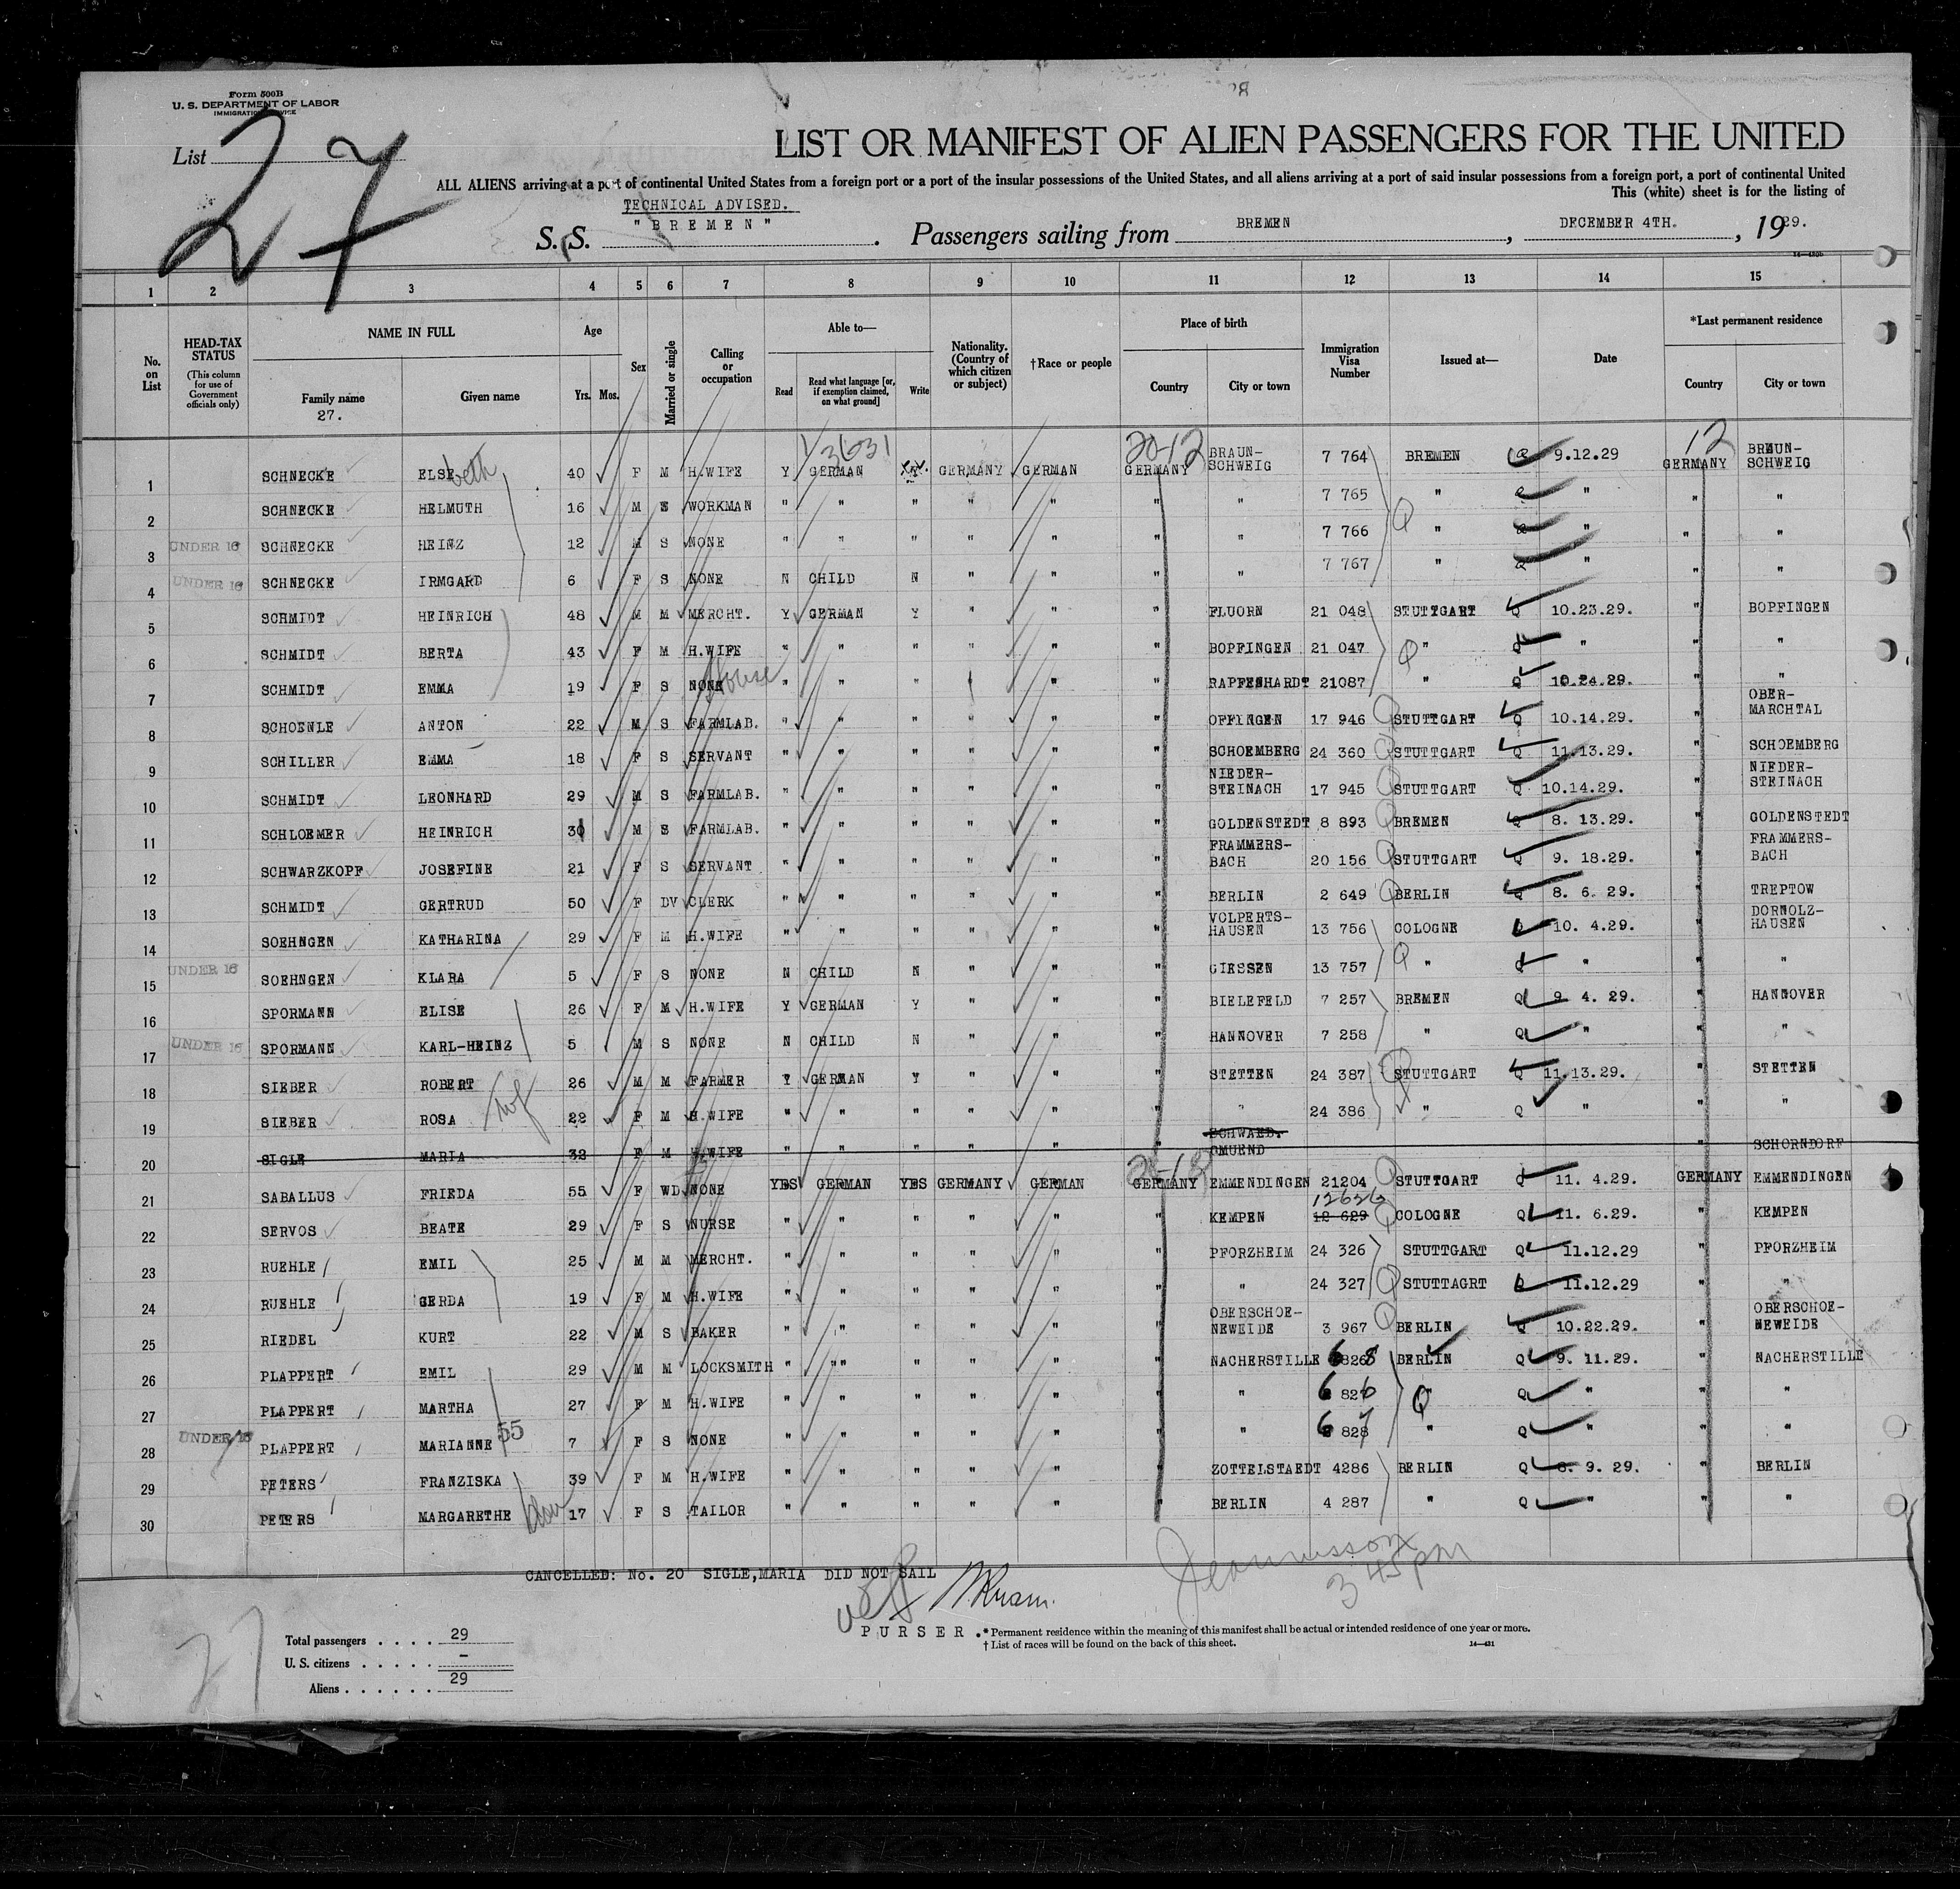 Form 500B
U. S. DEPARTMENT OF LABOR
IMMIGRATION SERVICE
List 27
LIST OR MANIFEST OF ALIEN PASSENGERS FOR THE UNITED
ALL ALIENS arriving at a port of continental United States from a foreign port or a port of the insular possessions of the United States, and all aliens arriving at a port of said insular possessions from a foreign port, a port of continental United
This (white) sheet is for the listing of
TECHNICAL ADVISED.
S. S. "BREMEN". Passengers sailing from BREMEN, DECEMBER 4TH., 1929.
1 2 3 4 5 6 7 8 9 10 11 12 13 14 15
No. on List
HEAD-TAX STATUS (This column for use of Government officials only)
NAME IN FULL
Family name
27.
Given name
Age
Yrs. Mos.
Sex
Married or single
Calling or occupation
Able to—
Read
Read what language [or, if exemption claimed, on what ground]
Write
Nationality. (Country of which citizen or subject)
†Race or people
Place of birth
Country
City or town
Immigration Visa Number
Issued at—
Date
*Last permanent residence
Country
City or town
13631 20-12 12
1 SCHNECKE ELSEbeth 40 F M H.WIFE Y GERMAN GERMANY GERMAN GERMANY BRAUN-SCHWEIG 7 764 BREMEN Q 9.12.29 GERMANY BRAUN-SCHWEIG
2 SCHNECKE HELMUTH 16 M S WORKMAN " " " " " " " 7 765 " Q " " "
3 UNDER 16 SCHNECKE HEINZ 12 M S NONE " " " " " " " 7 766 " Q " " "
4 UNDER 16 SCHNECKE IRMGARD 6 F S NONE N CHILD N " " " " 7 767 " Q " " "
5 SCHMIDT HEINRICH 48 M M MERCHT. Y GERMAN Y " " " FLUORN 21 048 STUTTGART Q 10.23.29. " BOPFINGEN
6 SCHMIDT BERTA 43 F M H.WIFE " " " " " " BOPFINGEN 21 047 " Q " " "
7 SCHMIDT EMMA 19 F S NONE House " " " " " " RAPPENHARDT 21087 " Q 10.24.29. " "
8 SCHOENLE ANTON 22 M S FARMLAB. " " " " " " OFFINGEN 17 946 STUTTGART Q 10.14.29. " OBER-MARCHTAL
9 SCHILLER EMMA 18 F S SERVANT " " " " " " SCHOEMBERG 24 360 STUTTGART Q 11.13.29. " SCHOEMBERG
10 SCHMIDT LEONHARD 29 M S FARMLAB. " " " " " " NIEDER-STEINACH 17 945 STUTTGART Q 10.14.29. " NIEDER-STEINACH
11 SCHLOEMER HEINRICH 31 M S FARMLAB. " " " " " " GOLDENSTEDT 8 893 BREMEN Q 8. 13.29. " GOLDENSTEDT
12 SCHWARZKOPF JOSEFINE 21 F S SERVANT " " " " " " FRAMMERS-BACH 20 156 STUTTGART Q 9. 18.29. " FRAMMERS-BACH
13 SCHMIDT GERTRUD 50 F DV CLERK " " " " " " BERLIN 2 649 BERLIN Q 8. 6. 29. " TREPTOW
14 SOEHNGEN KATHARINA 29 F M H.WIFE " " " " " " VOLPERTS-HAUSEN 13 756 COLOGNE Q 10. 4.29. " DORNOLZ-HAUSEN
15 UNDER 16 SOEHNGEN KLARA 5 F S NONE N CHILD N " " " GIESSEN 13 757 " Q " " "
16 SPORMANN ELISE 26 F M H.WIFE Y GERMAN Y " " " BIELEFELD 7 257 BREMEN Q 9. 4. 29. " HANNOVER
17 UNDER 16 SPORMANN KARL-HEINZ 5 M S NONE N CHILD N " " " HANNOVER 7 258 " Q " " "
18 SIEBER ROBERT 26 M M FARMER Y GERMAN Y " " " STETTEN 24 387 STUTTGART Q 11.13.29. " STETTEN
19 SIEBER ROSA wf 22 F M H.WIFE " " " " " " " 24 386 " Q " " "
20 SIGLE MARIA 32 F M H.WIFE " " " " " " SCHWAEB. GMUEND " SCHORNDORF
21 SABALLUS FRIEDA 55 F WD NONE YES GERMAN YES GERMANY GERMAN GERMANY EMMENDINGEN 21204 STUTTGART Q 11. 4.29. GERMANY EMMENDINGEN
22 SERVOS BEATE 29 F S NURSE " " " " " " KEMPEN 12 629 12626 COLOGNE Q 11. 6.29. " KEMPEN
23 RUEHLE EMIL 25 M M MERCHT. " " " " " " PFORZHEIM 24 326 STUTTGART Q 11.12.29 " PFORZHEIM
24 RUEHLE GERDA 19 F M H.WIFE " " " " " " " 24 327 STUTTAGRT Q 11.12.29 " "
25 RIEDEL KURT 22 M S BAKER " " " " " " OBERSCHOE-NEWEIDE 3 967 BERLIN Q 10.22.29. " OBERSCHOE-NEWEIDE
26 PLAPPERT EMIL 29 M M LOCKSMITH " "" " " " " NACHERSTILLE BERLIN Q 9. 11.29. " NACHERSTILLE
27 PLAPPERT MARTHA 27 F M H.WIFE " " " " " " " 6 826 " Q " " "
28 UNDER 16 PLAPPERT MARIANNE 55 7 F S NONE " " " " " " " 6 827 " Q " " "
29 PETERS FRANZISKA 39 F M H.WIFE " " " " " " ZOTTELSTAEDT 4286 BERLIN Q 8. 9. 29. " BERLIN
30 PETERS MARGARETHE 17 F S TAILOR " " " " " " BERLIN 4 287 " Q " " "
CANCELLED: No. 20 SIGLE,MARIA DID NOT SAIL
3 45 pm
PURSER.
* Permanent residence within the meaning of this manifest shall be actual or intended residence of one year or more.
† List of races will be found on the back of this sheet.
14—431
27
Total passengers . . . . 29
U. S. citizens . . . . . –
Aliens . . . . . . 29